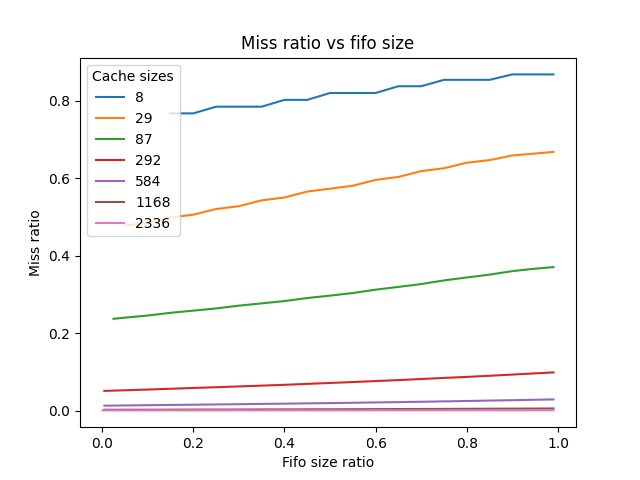 Miss ratio vs fifo size
Cache sizes
8
29
87
292
584
1168
2336
0.8
0.6
0.4
0.2
0.0
Miss ratio
0.0 0.2 0.4 0.6 0.8 1.0
Fifo size ratio